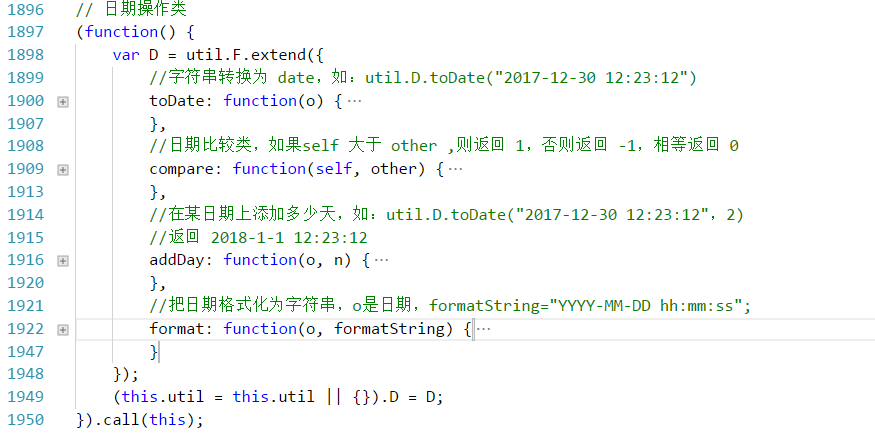 1896 // 日期操作类
1897 (function() {
1898 var D = util.F.extend({
1899 //字符串转换为 date，如：util.D.toDate("2017-12-30 12:23:12")
1900 toDate: function(o) {…
1907 },
1908 //日期比较类，如果self 大于 other ,则返回 1，否则返回 -1，相等返回 0
1909 compare: function(self, other) {…
1913 },
1914 //在某日期上添加多少天，如：util.D.toDate("2017-12-30 12:23:12"，2)
1915 //返回 2018-1-1 12:23:12
1916 addDay: function(o, n) {…
1920 },
1921 //把日期格式化为字符串，o是日期，formatString="YYYY-MM-DD hh:mm:ss";
1922 format: function(o, formatString) {…
1947 }
1948 });
1949 (this.util = this.util || {}).D = D;
1950 }).call(this);